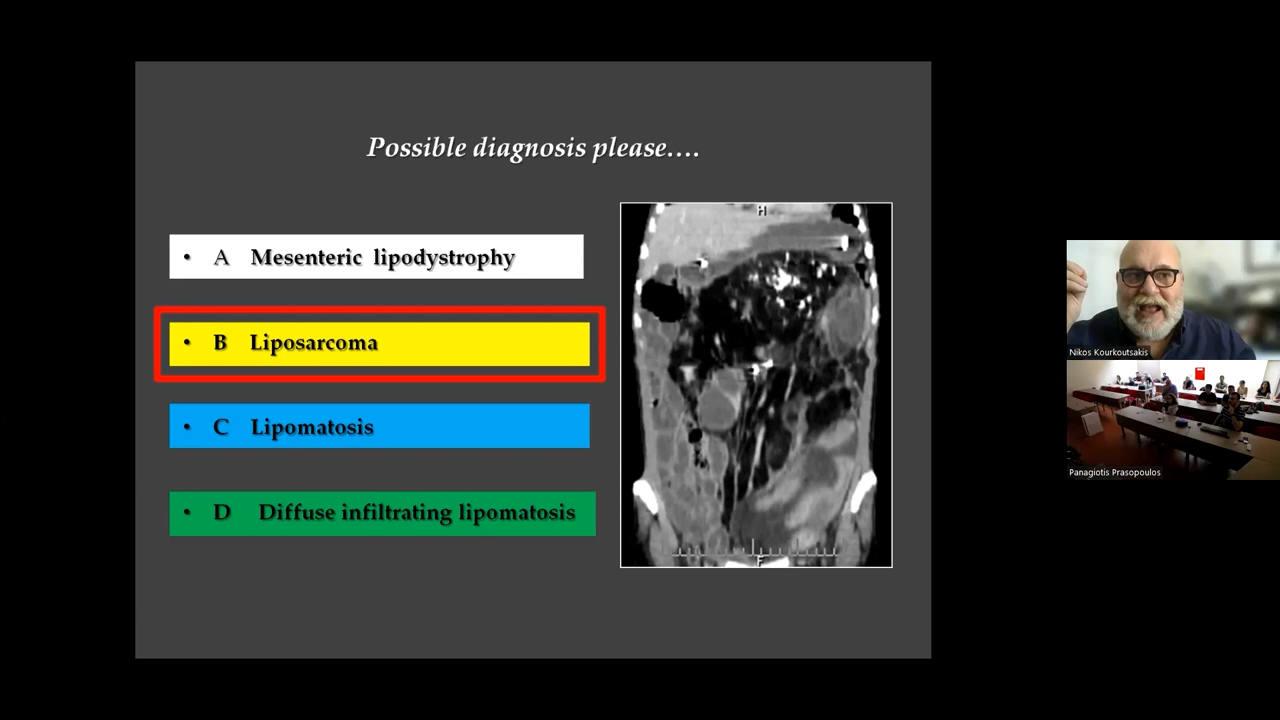 Possible diagnosis please....
• A Mesenteric lipodystrophy
• B Liposarcoma
• C Lipomatosis
• D Diffuse infiltrating lipomatosis
H
F
Nikos Kourkoutsakis
Panagiotis Prasopoulos